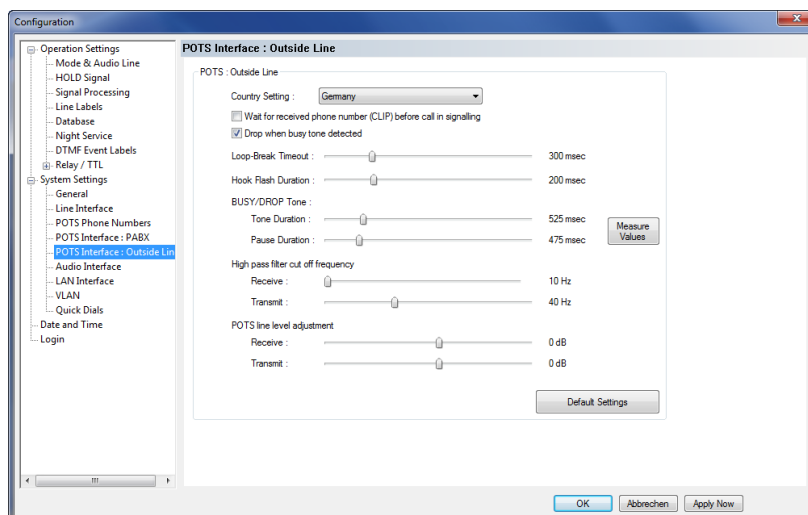 Configuration
Operation Settings
Mode & Audio Line
HOLD Signal
Signal Processing
Line Labels
Database
Night Service
DTMF Event Labels
Relay / TTL
System Settings
General
Line Interface
POTS Phone Numbers
POTS Interface : PABX
POTS Interface : Outside Lin
Audio Interface
LAN Interface
VLAN
Quick Dials
Date and Time
Login
POTS Interface : Outside Line
POTS : Outside Line
Country Setting : Germany
Wait for received phone number (CLIP) before call in signalling
Drop when busy tone detected
Loop-Break Timeout : 300 msec
Hook Flash Duration : 200 msec
BUSY/DROP Tone :
Tone Duration : 525 msec
Pause Duration : 475 msec
Measure
Values
High pass filter cut off frequency
Receive : 10 Hz
Transmit : 40 Hz
POTS line level adjustment
Receive : 0 dB
Transmit : 0 dB
Default Settings
OK Abbrechen Apply Now